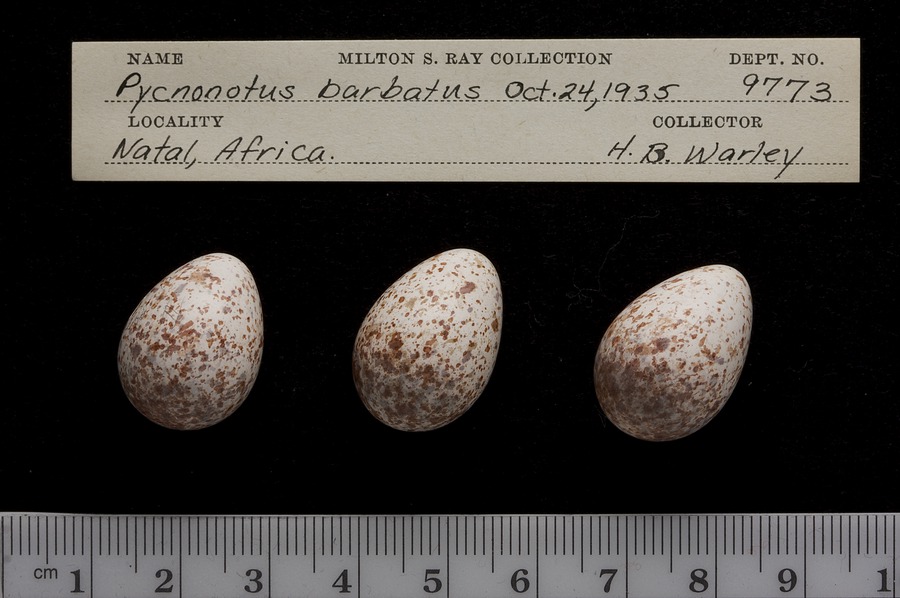 NAME MILTON S. RAY COLLECTION DEPT. NO.
Pycnonotus barbatus Oct. 24, 1935 9773
LOCALITY COLLECTOR
Natal, Africa. H. B. Warley
cm 1 2 3 4 5 6 7 8 9 1